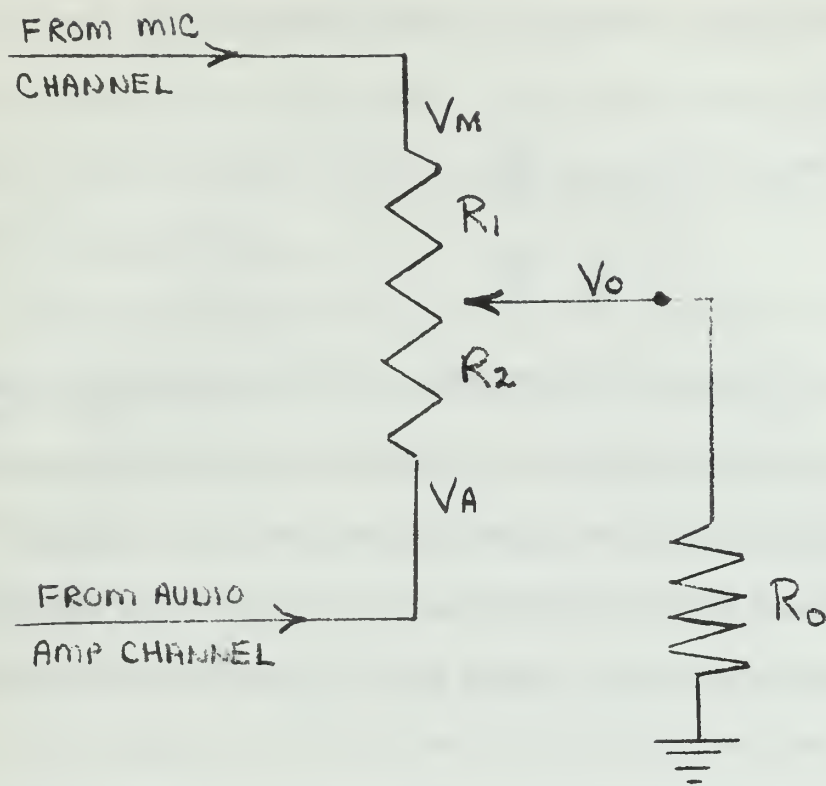 FROM MIC
CHANNEL
VM
R1
VO
R2
VA
FROM AUDIO
AMP CHANNEL
RO